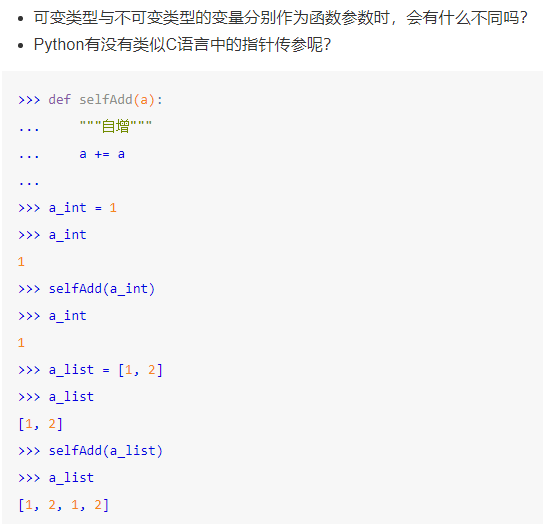 可变类型与不可变类型的变量分别作为函数参数时，会有什么不同吗？
Python有没有类似C语言中的指针传参呢？
>>> def selfAdd(a):
...     """自增"""
...     a += a
...
>>> a_int = 1
>>> a_int
1
>>> selfAdd(a_int)
>>> a_int
1
>>> a_list = [1, 2]
>>> a_list
[1, 2]
>>> selfAdd(a_list)
>>> a_list
[1, 2, 1, 2]